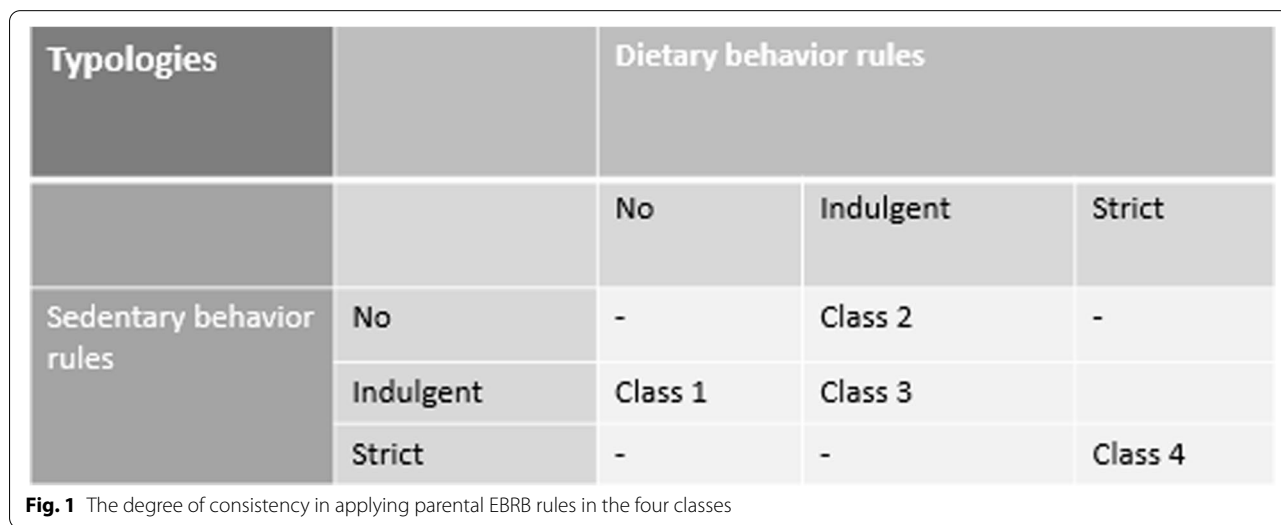 Typologies Dietary behavior rules
No Indulgent Strict
Sedentary behavior No - Class 2 -
rules
Indulgent Class 1 Class 3
Strict - - Class 4
Fig. 1 The degree of consistency in applying parental EBRB rules in the four classes